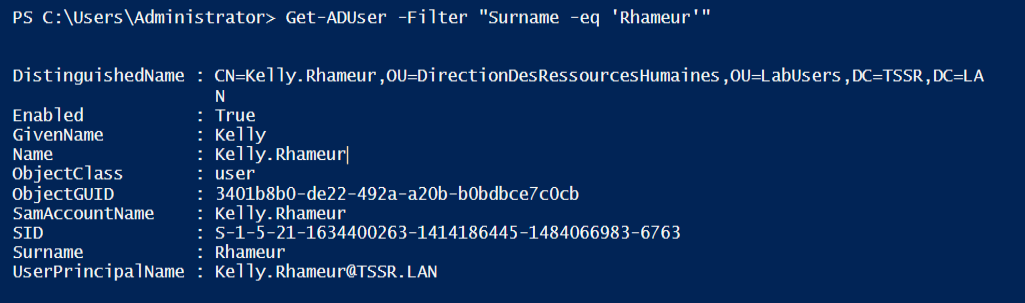 PS C:\Users\Administrator> Get-ADUser -Filter "Surname -eq 'Rhameur'"
DistinguishedName : CN=Kelly.Rhameur,OU=DirectionDesRessourcesHumaines,OU=LabUsers,DC=TSSR,DC=LA
N
Enabled : True
GivenName : Kelly
Name : Kelly.Rhameur
ObjectClass : user
ObjectGUID : 3401b8b0-de22-492a-a20b-b0bdbce7c0cb
SamAccountName : Kelly.Rhameur
SID : S-1-5-21-1634400263-1414186445-1484066983-6763
Surname : Rhameur
UserPrincipalName : Kelly.Rhameur@TSSR.LAN